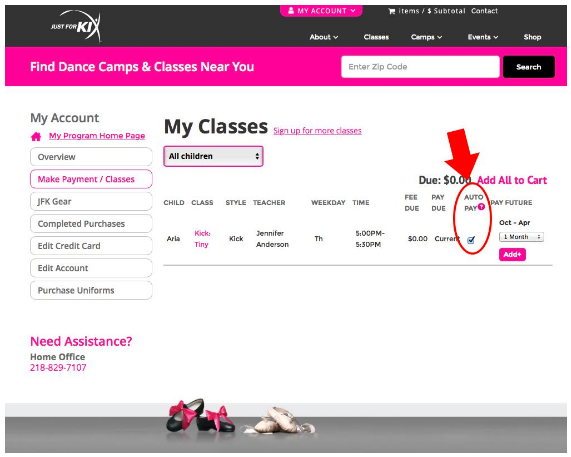 MY ACCOUNT
items / $ Subtotal Contact
JUST FOR KIX
About
Classes
Camps
Events
Shop
Find Dance Camps & Classes Near You
Enter Zip Code
Search
My Account
My Program Home Page
Overview
Make Payment / Classes
JFK Gear
Completed Purchases
Edit Credit Card
Edit Account
Purchase Uniforms
Need Assistance?
Home Office
218-829-7107
My Classes Sign up for more classes
All children
Due: $0.00 Add All to Cart
CHILD CLASS STYLE TEACHER WEEKDAY TIME FEE DUE PAY DUE AUTO PAY? PAY FUTURE
Oct - Apr
Aria Kick: Tiny Kick Jennifer Anderson Th 5:00PM-5:30PM $0.00 Current 1 Month
Add+